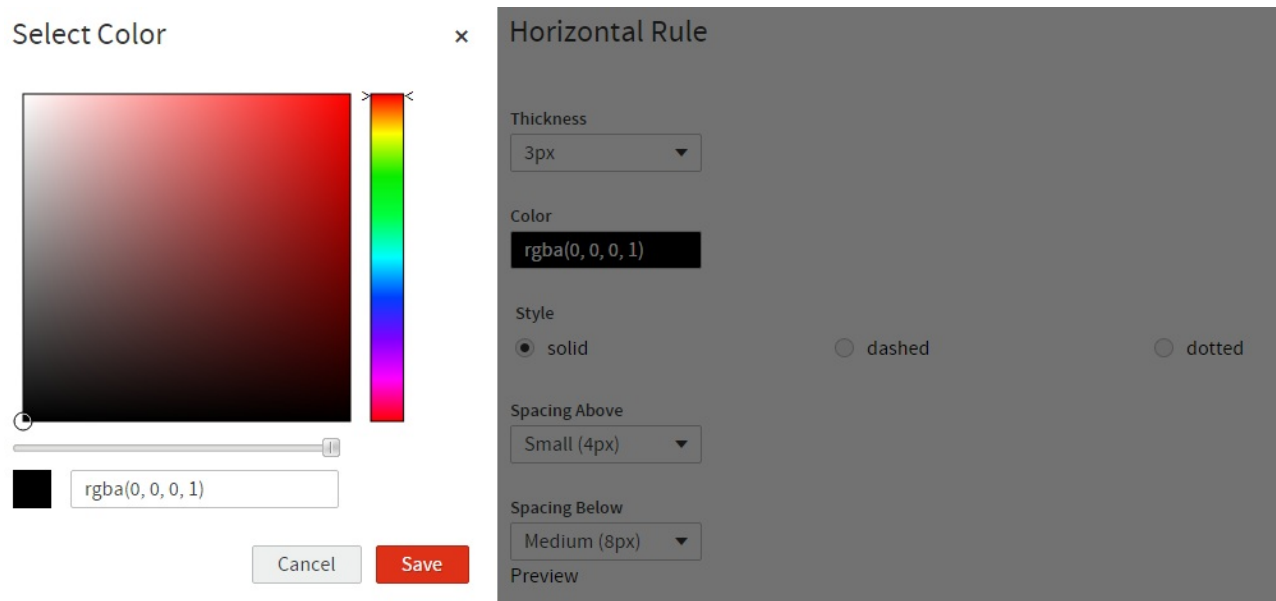 Select Color
×
rgba(0, 0, 0, 1)
Cancel
Save
Horizontal Rule
Thickness
3px
Color
rgba(0, 0, 0, 1)
Style
solid
dashed
dotted
Spacing Above
Small (4px)
Spacing Below
Medium (8px)
Preview